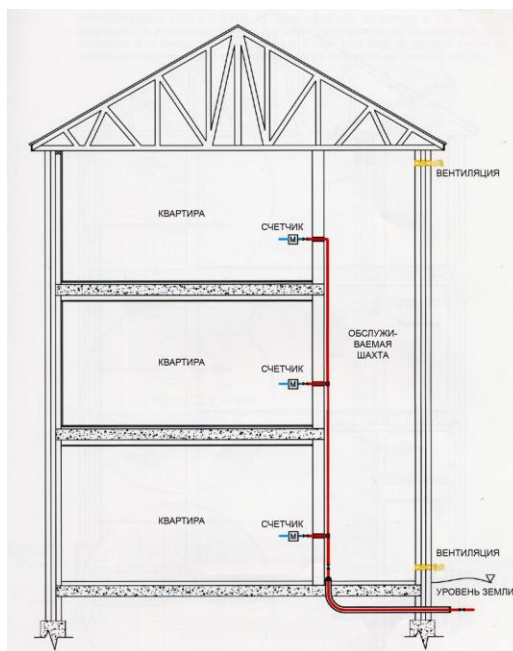 ВЕНТИЛЯЦИЯ
КВАРТИРА
СЧЕТЧИК
М
ОБСЛУЖИ-
ВАЕМАЯ
ШАХТА
КВАРТИРА
СЧЕТЧИК
М
КВАРТИРА
СЧЕТЧИК
М
ВЕНТИЛЯЦИЯ
УРОВЕНЬ ЗЕМЛИ